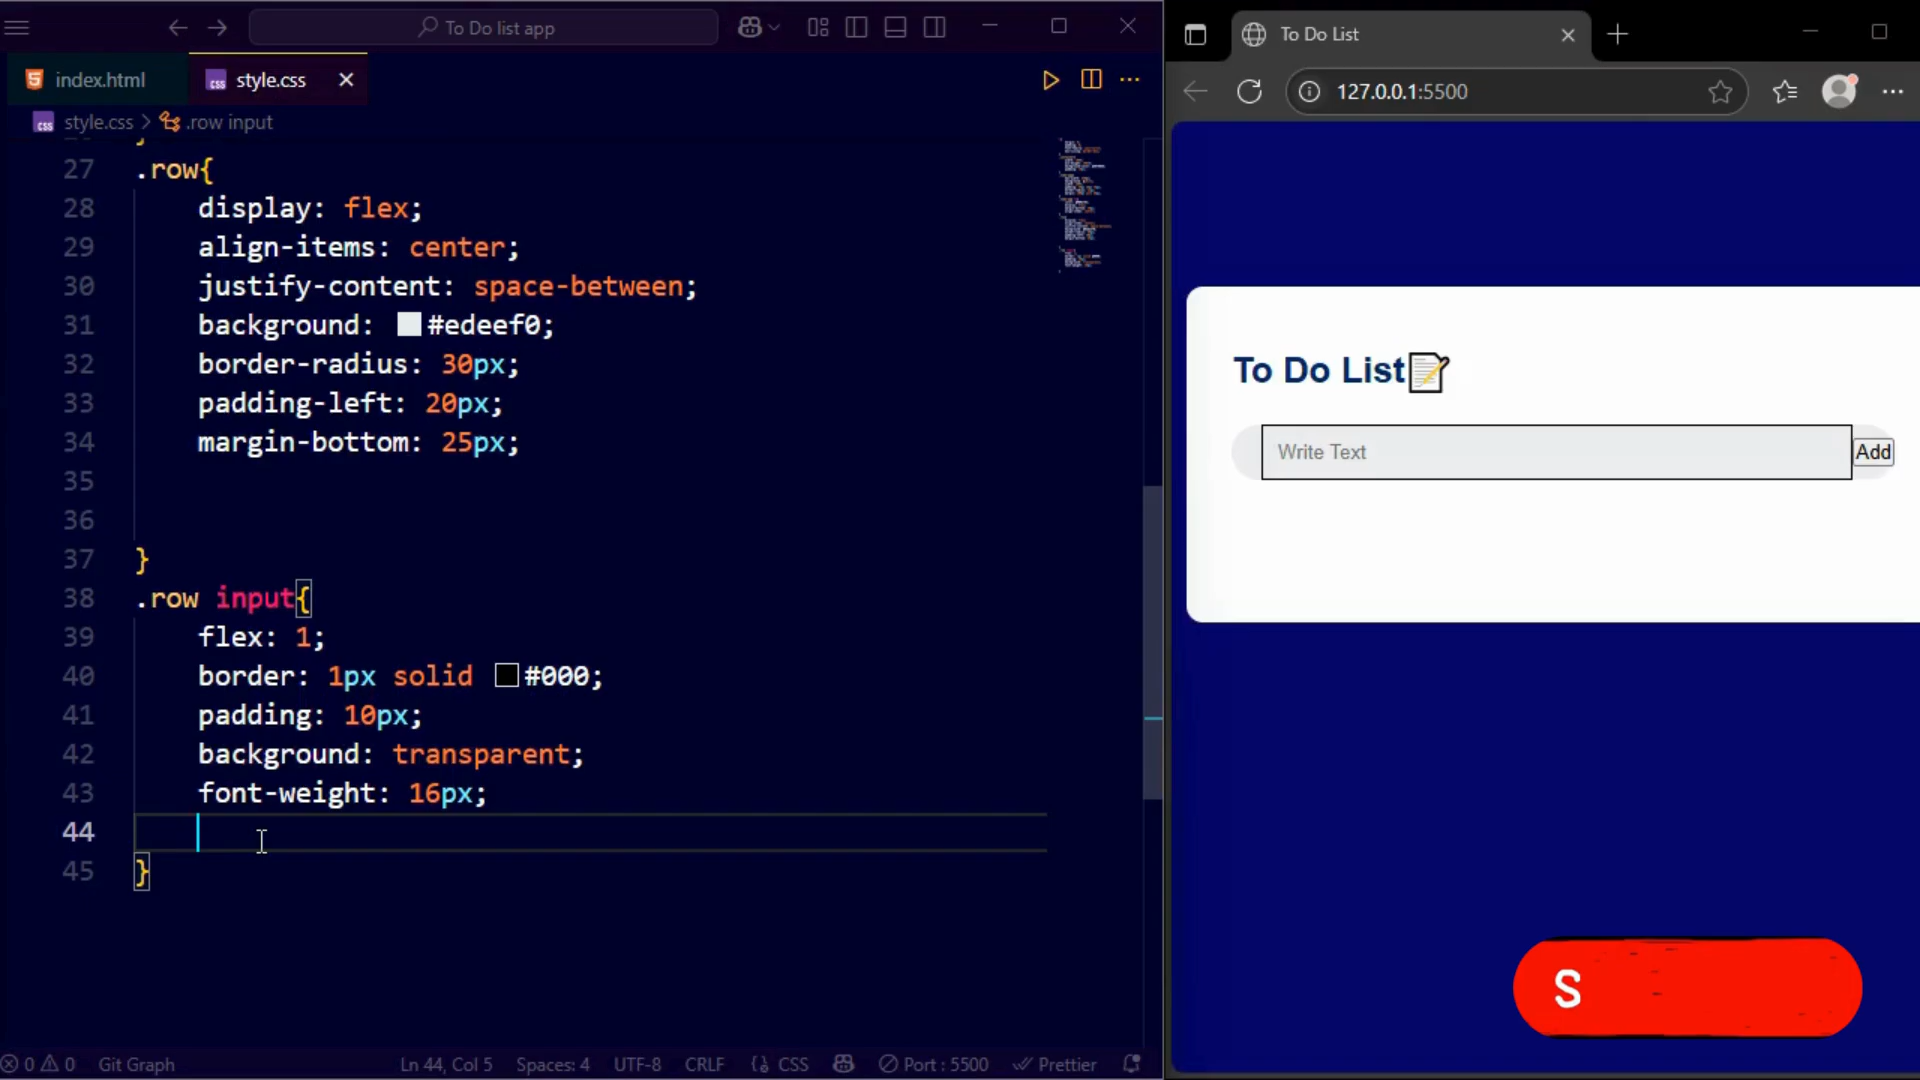 To Do list app
index.html
style.css
style.css > .row input
27 .row{
28 display: flex;
29 align-items: center;
30 justify-content: space-between;
31 background: #edeef0;
32 border-radius: 30px;
33 padding-left: 20px;
34 margin-bottom: 25px;
35
36
37 }
38 .row input{
39 flex: 1;
40 border: 1px solid #000;
41 padding: 10px;
42 background: transparent;
43 font-weight: 16px;
44
45 }
0 0 Git Graph Ln 44, Col 5 Spaces: 4 UTF-8 CRLF {} CSS Port : 5500 Prettier
To Do List
127.0.0.1:5500
To Do List
Write Text
Add
S